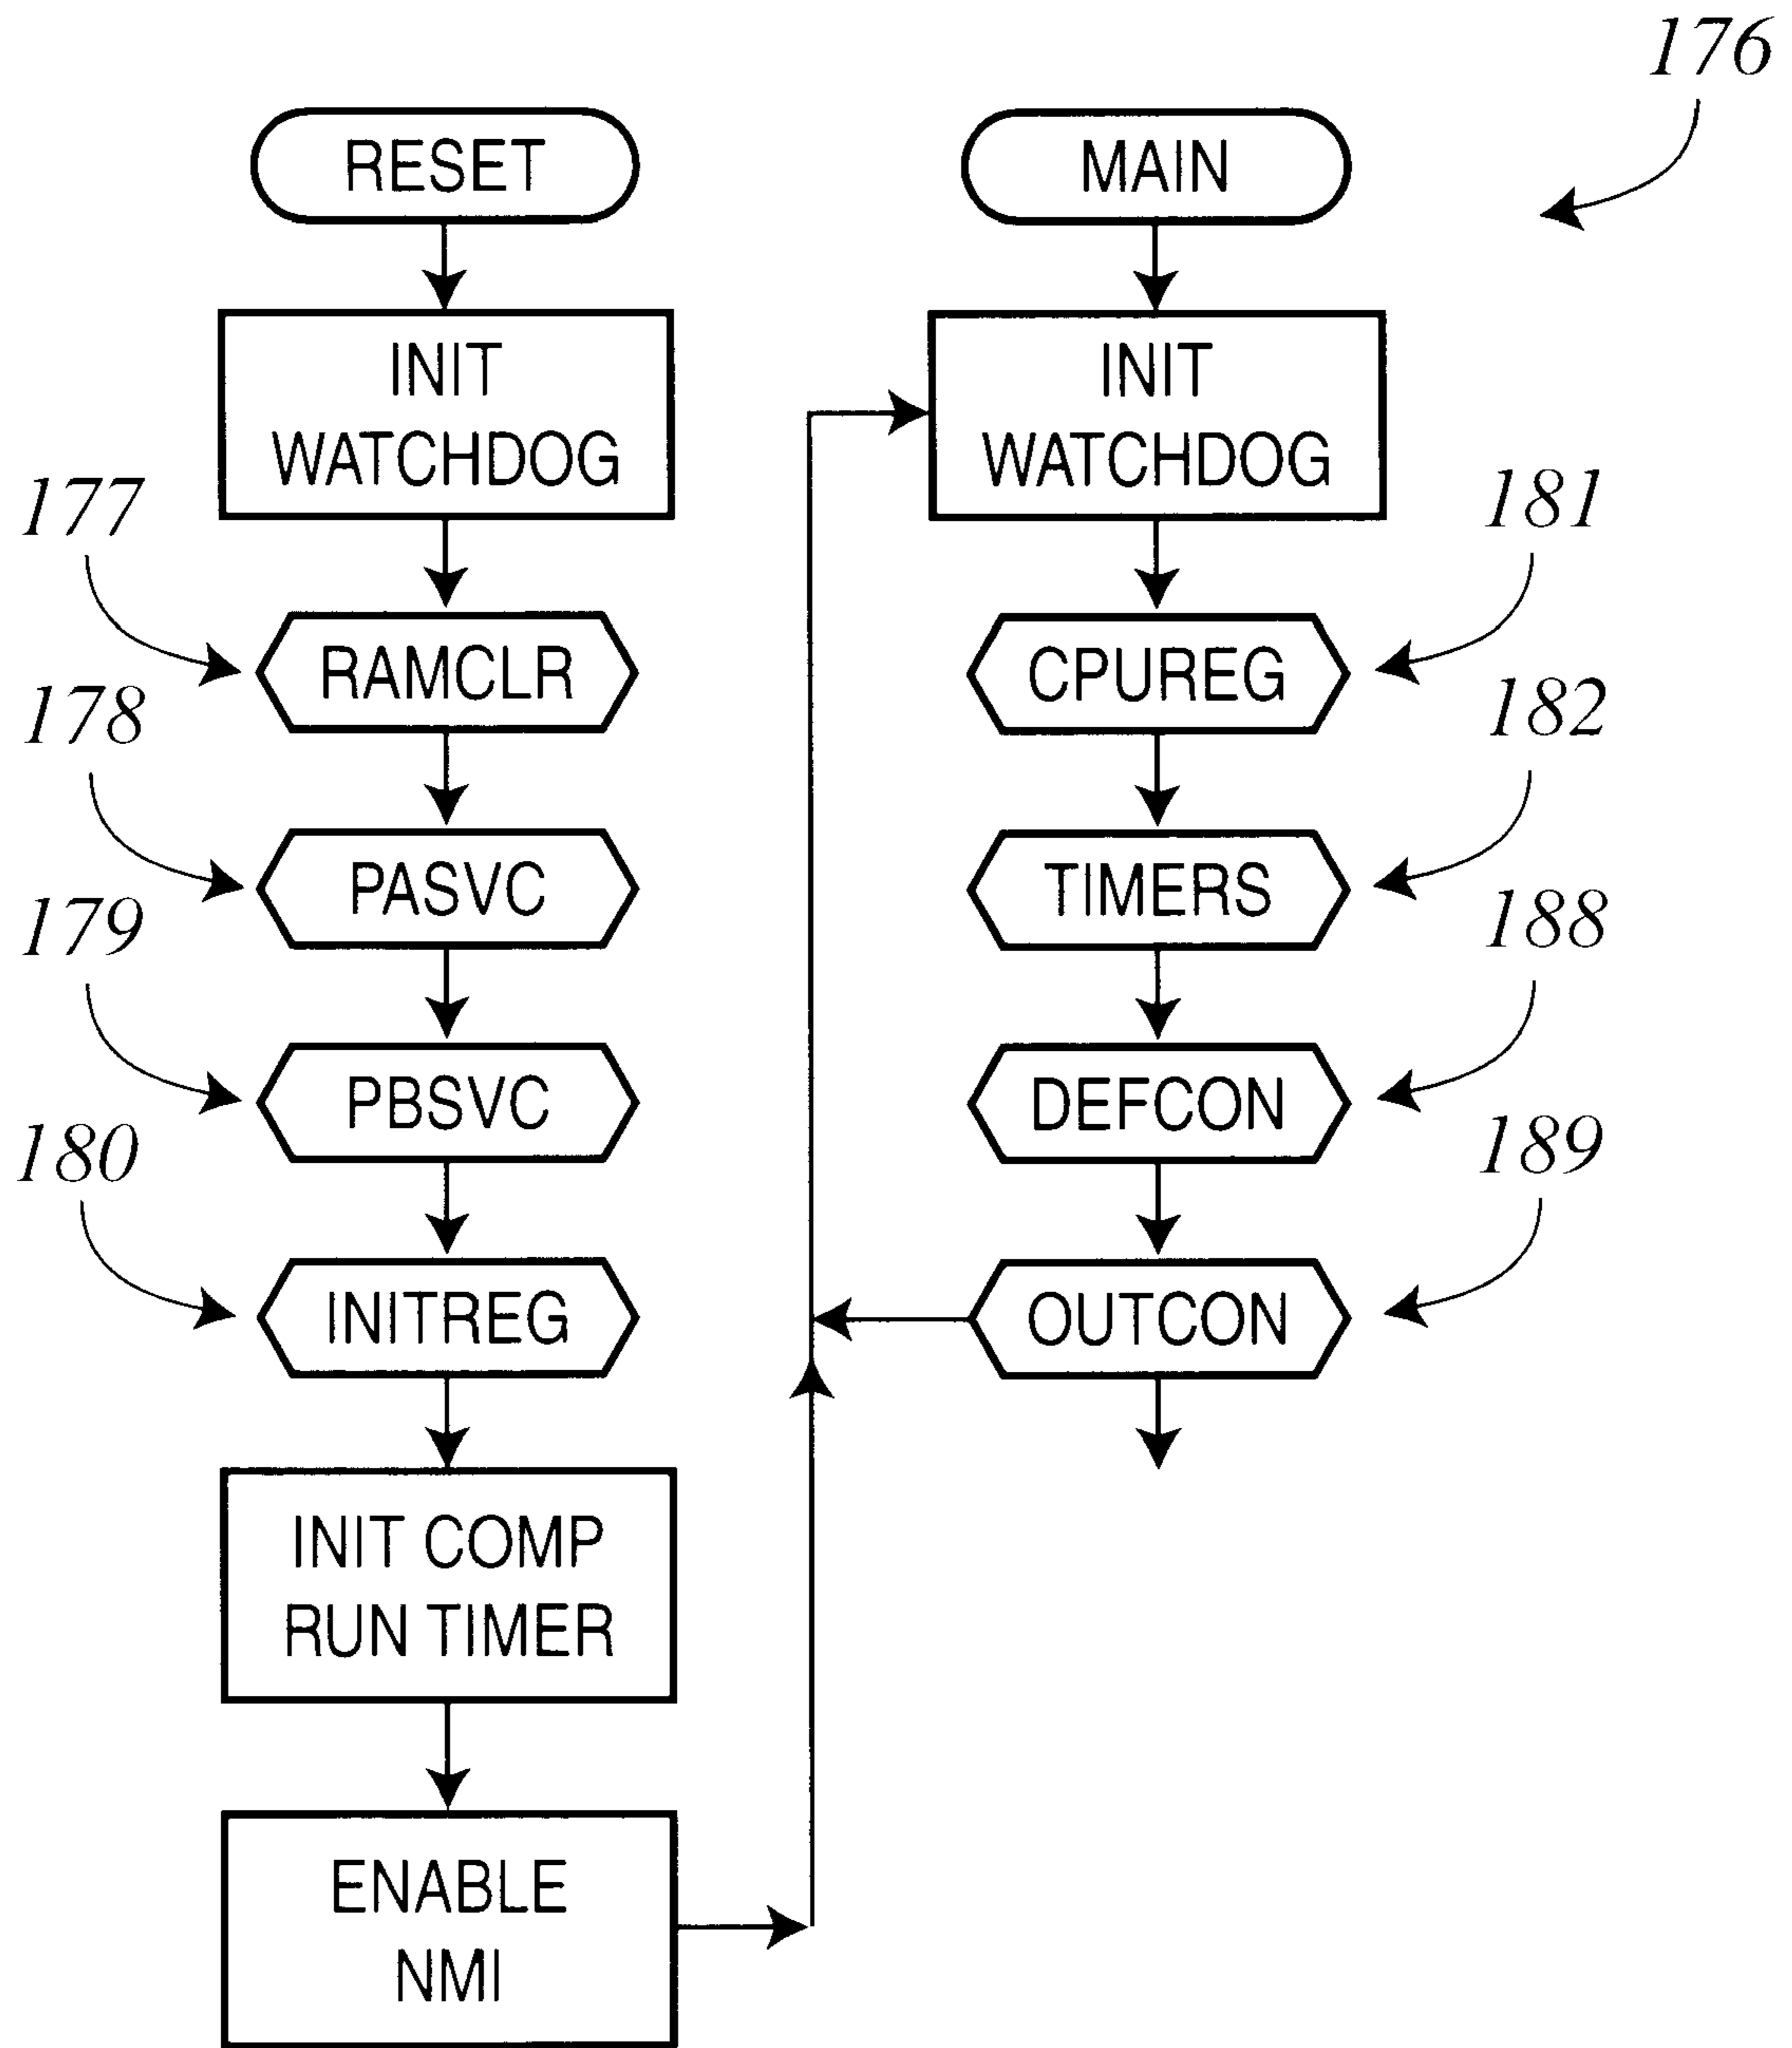 176
RESET
INIT
WATCHDOG
177
RAMCLR
178
PASVC
179
PBSVC
180
INITREG
INIT COMP
RUN TIMER
ENABLE
NMI
MAIN
INIT
WATCHDOG
181
CPUREG
182
TIMERS
188
DEFCON
189
OUTCON